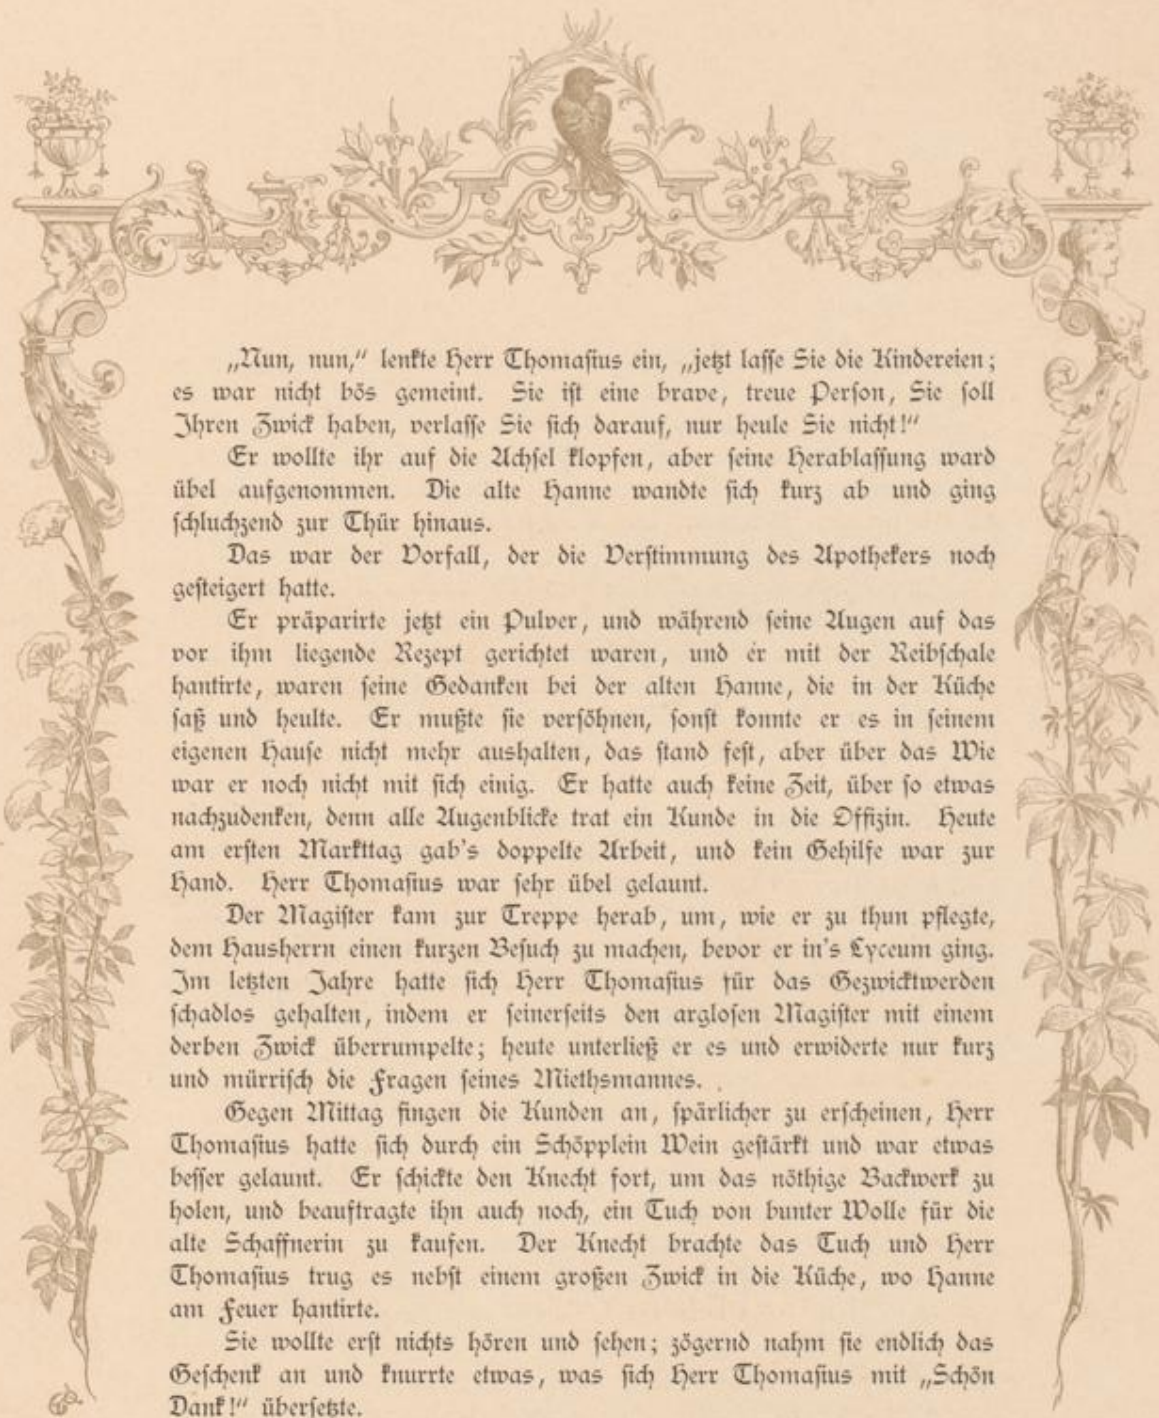 „Nun, nun,“ lenkte Herr Thomasius ein, „jetzt lasse Sie die Kindereien;
es war nicht bös gemeint. Sie ist eine brave, treue Person, Sie soll
Ihren Zwick haben, verlasse Sie sich darauf, nur heule Sie nicht!“
Er wollte ihr auf die Achsel klopfen, aber seine Herablassung ward
übel aufgenommen. Die alte Hanne wandte sich kurz ab und ging
schluchzend zur Thür hinaus.
Das war der Vorfall, der die Verstimmung des Apothekers noch
gesteigert hatte.
Er präparirte jetzt ein Pulver, und während seine Augen auf das
vor ihm liegende Rezept gerichtet waren, und er mit der Reibschale
hantirte, waren seine Gedanken bei der alten Hanne, die in der Küche
saß und heulte. Er mußte sie versöhnen, sonst konnte er es in seinem
eigenen Hause nicht mehr aushalten, das stand fest, aber über das Wie
war er noch nicht mit sich einig. Er hatte auch keine Zeit, über so etwas
nachzudenken, denn alle Augenblicke trat ein Kunde in die Offizin. Heute
am ersten Markttag gab's doppelte Arbeit, und kein Gehilfe war zur
Hand. Herr Thomasius war sehr übel gelaunt.
Der Magister kam zur Treppe herab, um, wie er zu thun pflegte,
dem Hausherrn einen kurzen Besuch zu machen, bevor er in's Lyceum ging.
Im letzten Jahre hatte sich Herr Thomasius für das Gezwicktwerden
schadlos gehalten, indem er seinerseits den arglosen Magister mit einem
derben Zwick überrumpelte; heute unterließ er es und erwiderte nur kurz
und mürrisch die Fragen seines Miethsmannes.
Gegen Mittag fingen die Kunden an, spärlicher zu erscheinen, Herr
Thomasius hatte sich durch ein Schöpplein Wein gestärkt und war etwas
besser gelaunt. Er schickte den Knecht fort, um das nöthige Backwerk zu
holen, und beauftragte ihn auch noch, ein Tuch von bunter Wolle für die
alte Schaffnerin zu kaufen. Der Knecht brachte das Tuch und Herr
Thomasius trug es nebst einem großen Zwick in die Küche, wo Hanne
am Feuer hantirte.
Sie wollte erst nichts hören und sehen; zögernd nahm sie endlich das
Geschenk an und knurrte etwas, was sich Herr Thomasius mit „Schön
Dank!“ übersetzte.